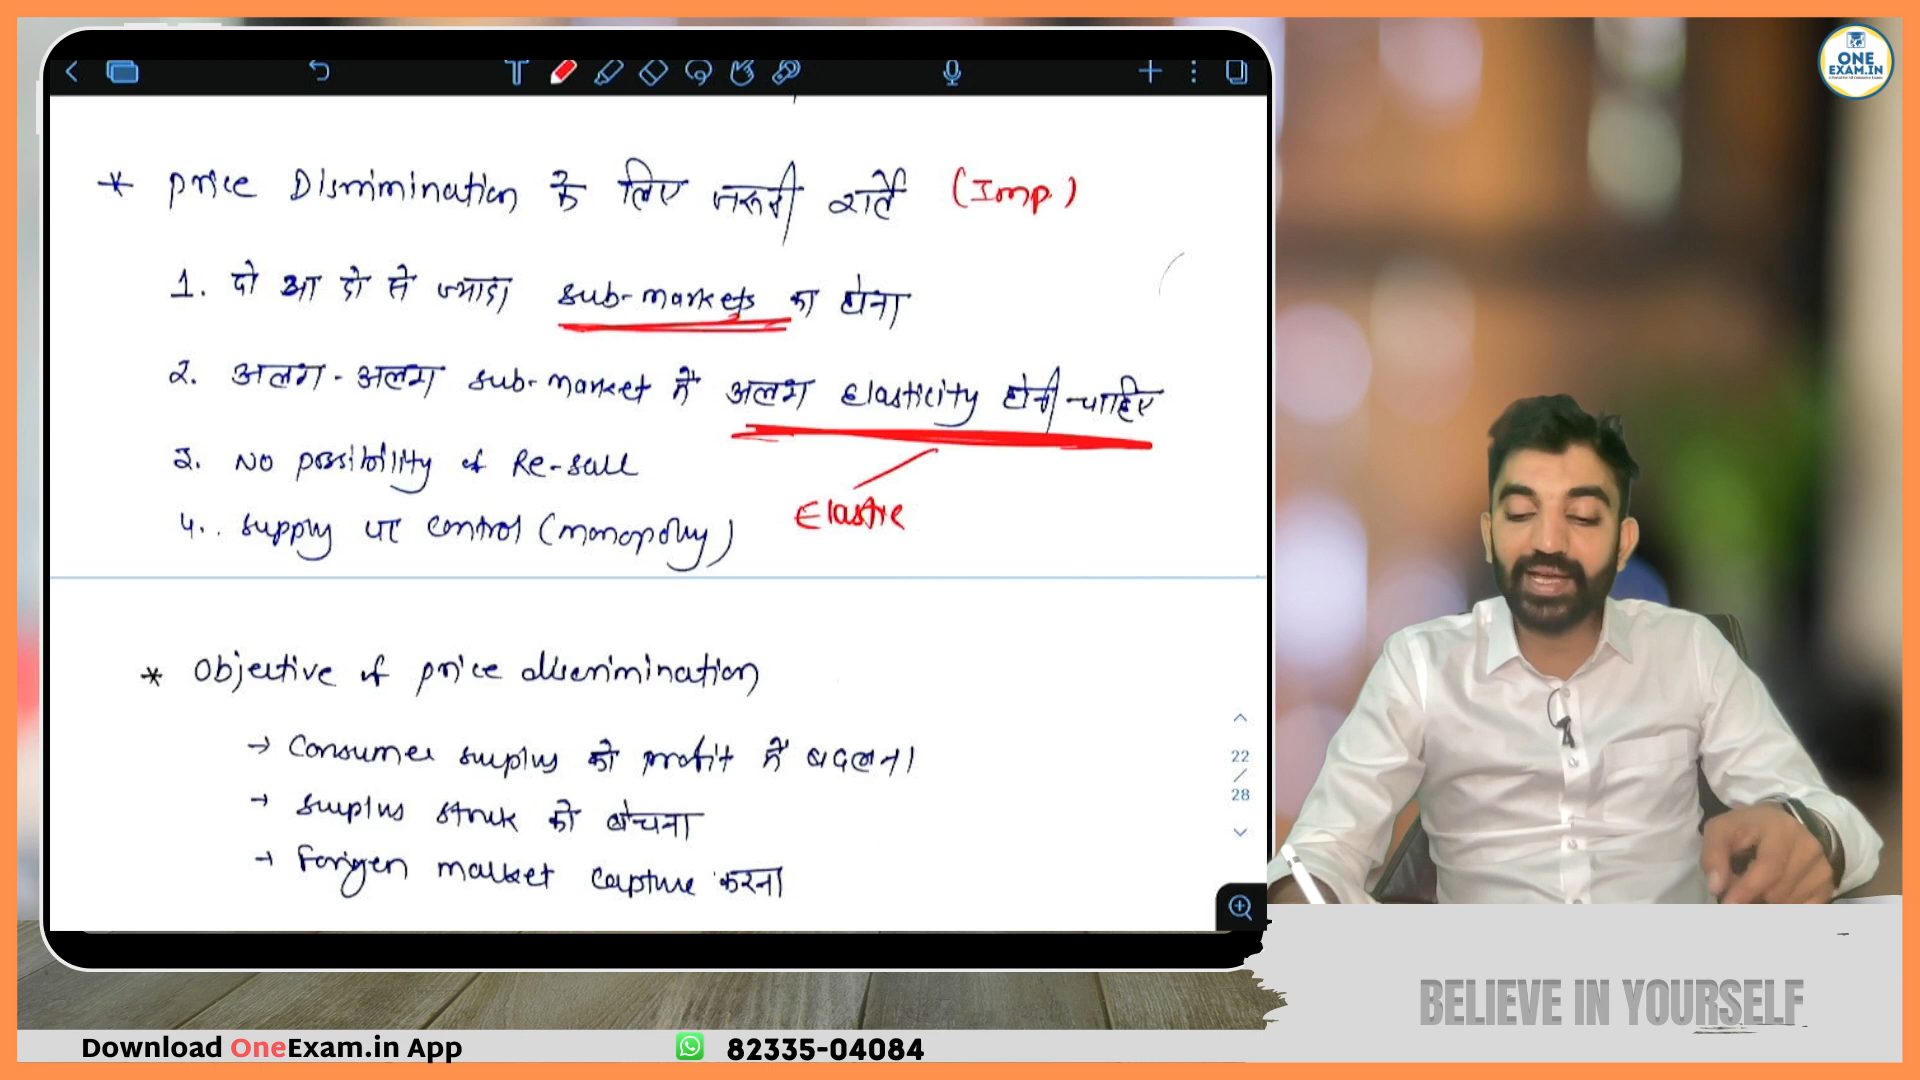 ONE
EXAM.IN
* Price Discrimination के लिए जरूरी शर्ते (Imp.)
1. दो या दो से ज्यादा sub-markets का होना
2. अलग-अलग sub-market में अलग Elasticity होनी चाहिए
3. No possibility of Re-sale
Elastic
4. Supply पर control (monopoly)
* Objective of price discrimination
→ Consumer surplus को profit में बदलना
→ Surplus stock को बेचना
→ Forigen market capture करना
22
/
28
BELIEVE IN YOURSELF
Download OneExam.in App
82335-04084